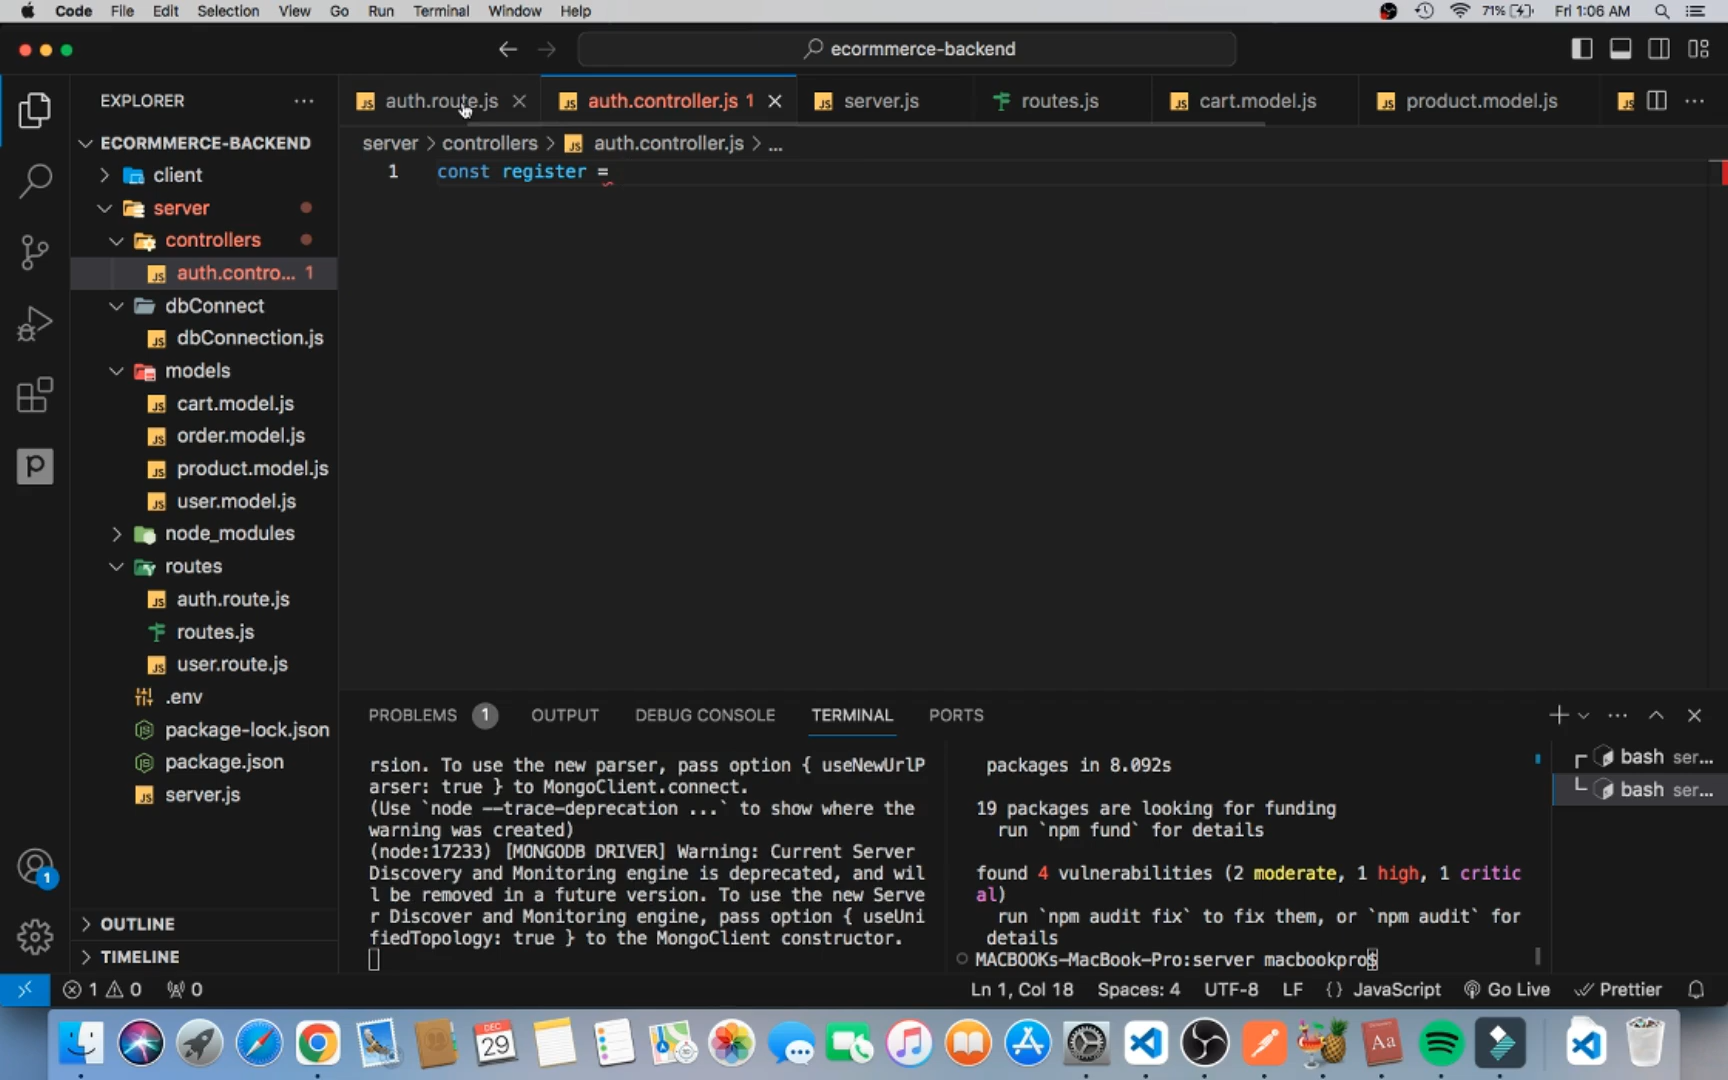 Code File Edit Selection View Go Run Terminal Window Help
71% Fri 1:06 AM
ecormmerce-backend
EXPLORER
ECORMMERCE-BACKEND
client
server
controllers
auth.contro... 1
dbConnect
dbConnection.js
models
cart.model.js
order.model.js
product.model.js
user.model.js
node_modules
routes
auth.route.js
routes.js
user.route.js
.env
package-lock.json
package.json
server.js
OUTLINE
TIMELINE
auth.route.js auth.controller.js 1 server.js routes.js cart.model.js product.model.js
server > controllers > auth.controller.js > ...
1 const register =
PROBLEMS 1 OUTPUT DEBUG CONSOLE TERMINAL PORTS
rsion. To use the new parser, pass option { useNewUrlP
arser: true } to MongoClient.connect.
(Use `node --trace-deprecation ...` to show where the
warning was created)
(node:17233) [MONGODB DRIVER] Warning: Current Server
Discovery and Monitoring engine is deprecated, and wil
l be removed in a future version. To use the new Serve
r Discover and Monitoring engine, pass option { useUni
fiedTopology: true } to the MongoClient constructor.
packages in 8.092s
19 packages are looking for funding
run `npm fund` for details
found 4 vulnerabilities (2 moderate, 1 high, 1 critic
al)
run `npm audit fix` to fix them, or `npm audit` for
details
MACBOOKs-MacBook-Pro:server macbookpro$
bash ser...
bash ser...
1
1 0 0
Ln 1, Col 18 Spaces: 4 UTF-8 LF {} JavaScript Go Live Prettier
DEC
29
Aa